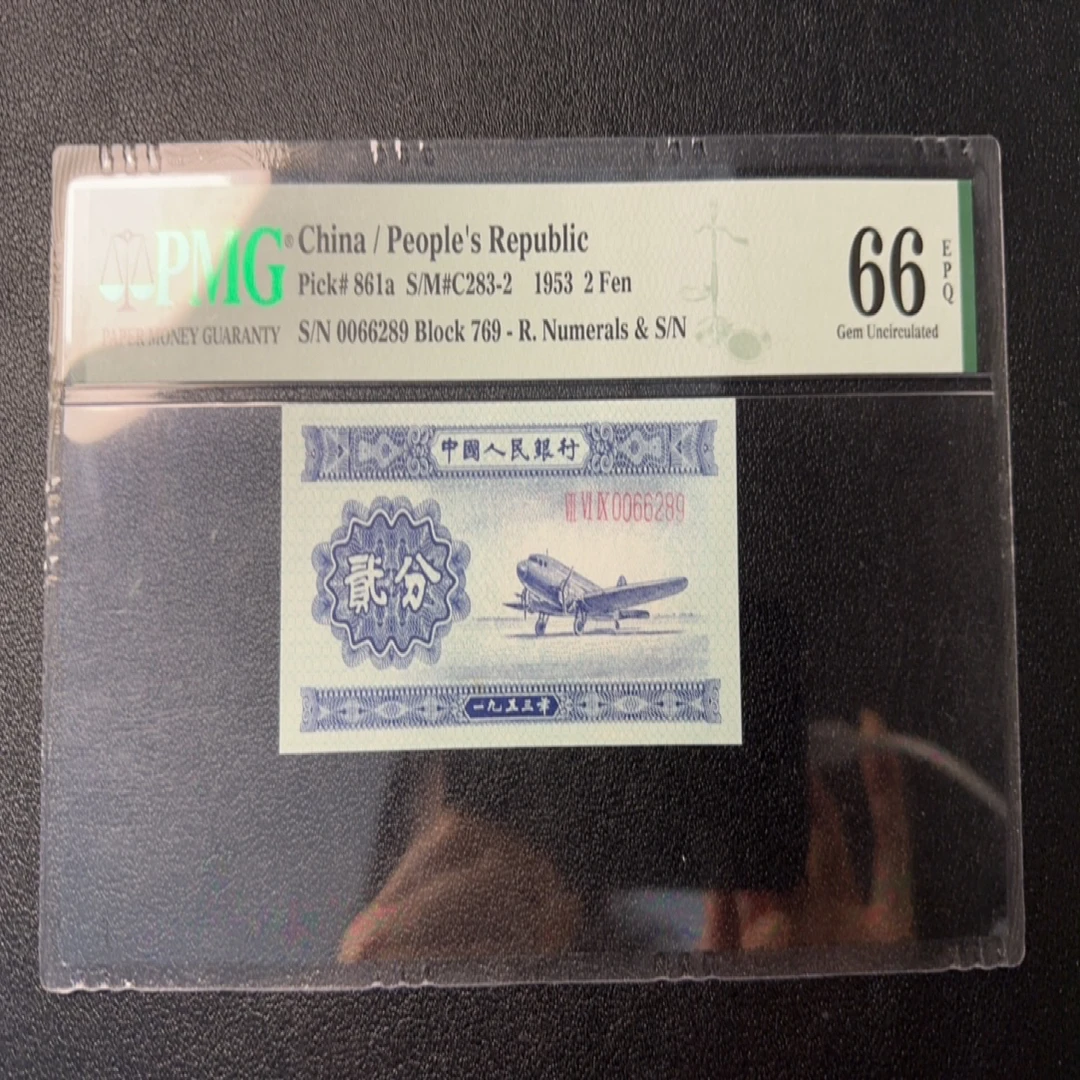 PMG® China / People's Republic
Pick# 861a S/M#C283-2 1953 2 Fen
PAPER MONEY GUARANTY
S/N 0066289 Block 769 - R. Numerals & S/N
66
EPQ
Gem Uncirculated
中國人民銀行
VII VI IX 0066289
貳分
一九五三年